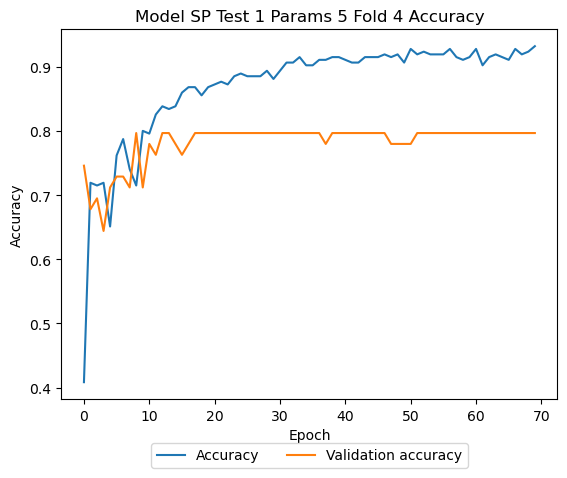 Model SP Test 1 Params 5 Fold 4 Accuracy
0.9
0.8
0.7
0.6
0.5
0.4
Accuracy
0 10 20 30 40 50 60 70
Epoch
Accuracy Validation accuracy